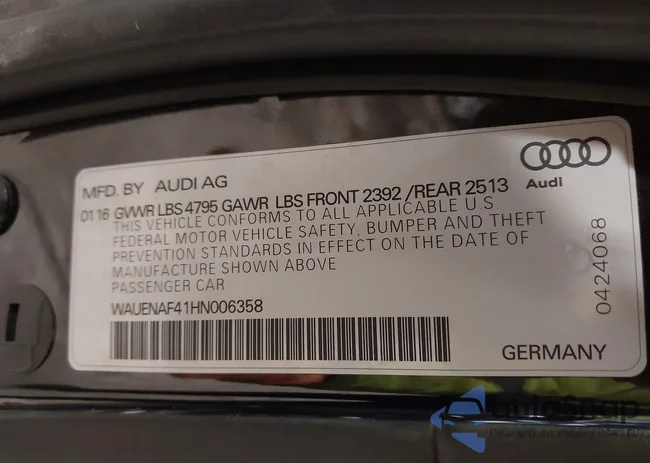 MFD. BY AUDI AG
Audi
01 16 GVWR LBS 4795 GAWR LBS FRONT 2392 /REAR 2513
THIS VEHICLE CONFORMS TO ALL APPLICABLE U.S.
FEDERAL MOTOR VEHICLE SAFETY, BUMPER AND THEFT
PREVENTION STANDARDS IN EFFECT ON THE DATE OF
MANUFACTURE SHOWN ABOVE
PASSENGER CAR
WAUENAF41HN006358
0424068
GERMANY